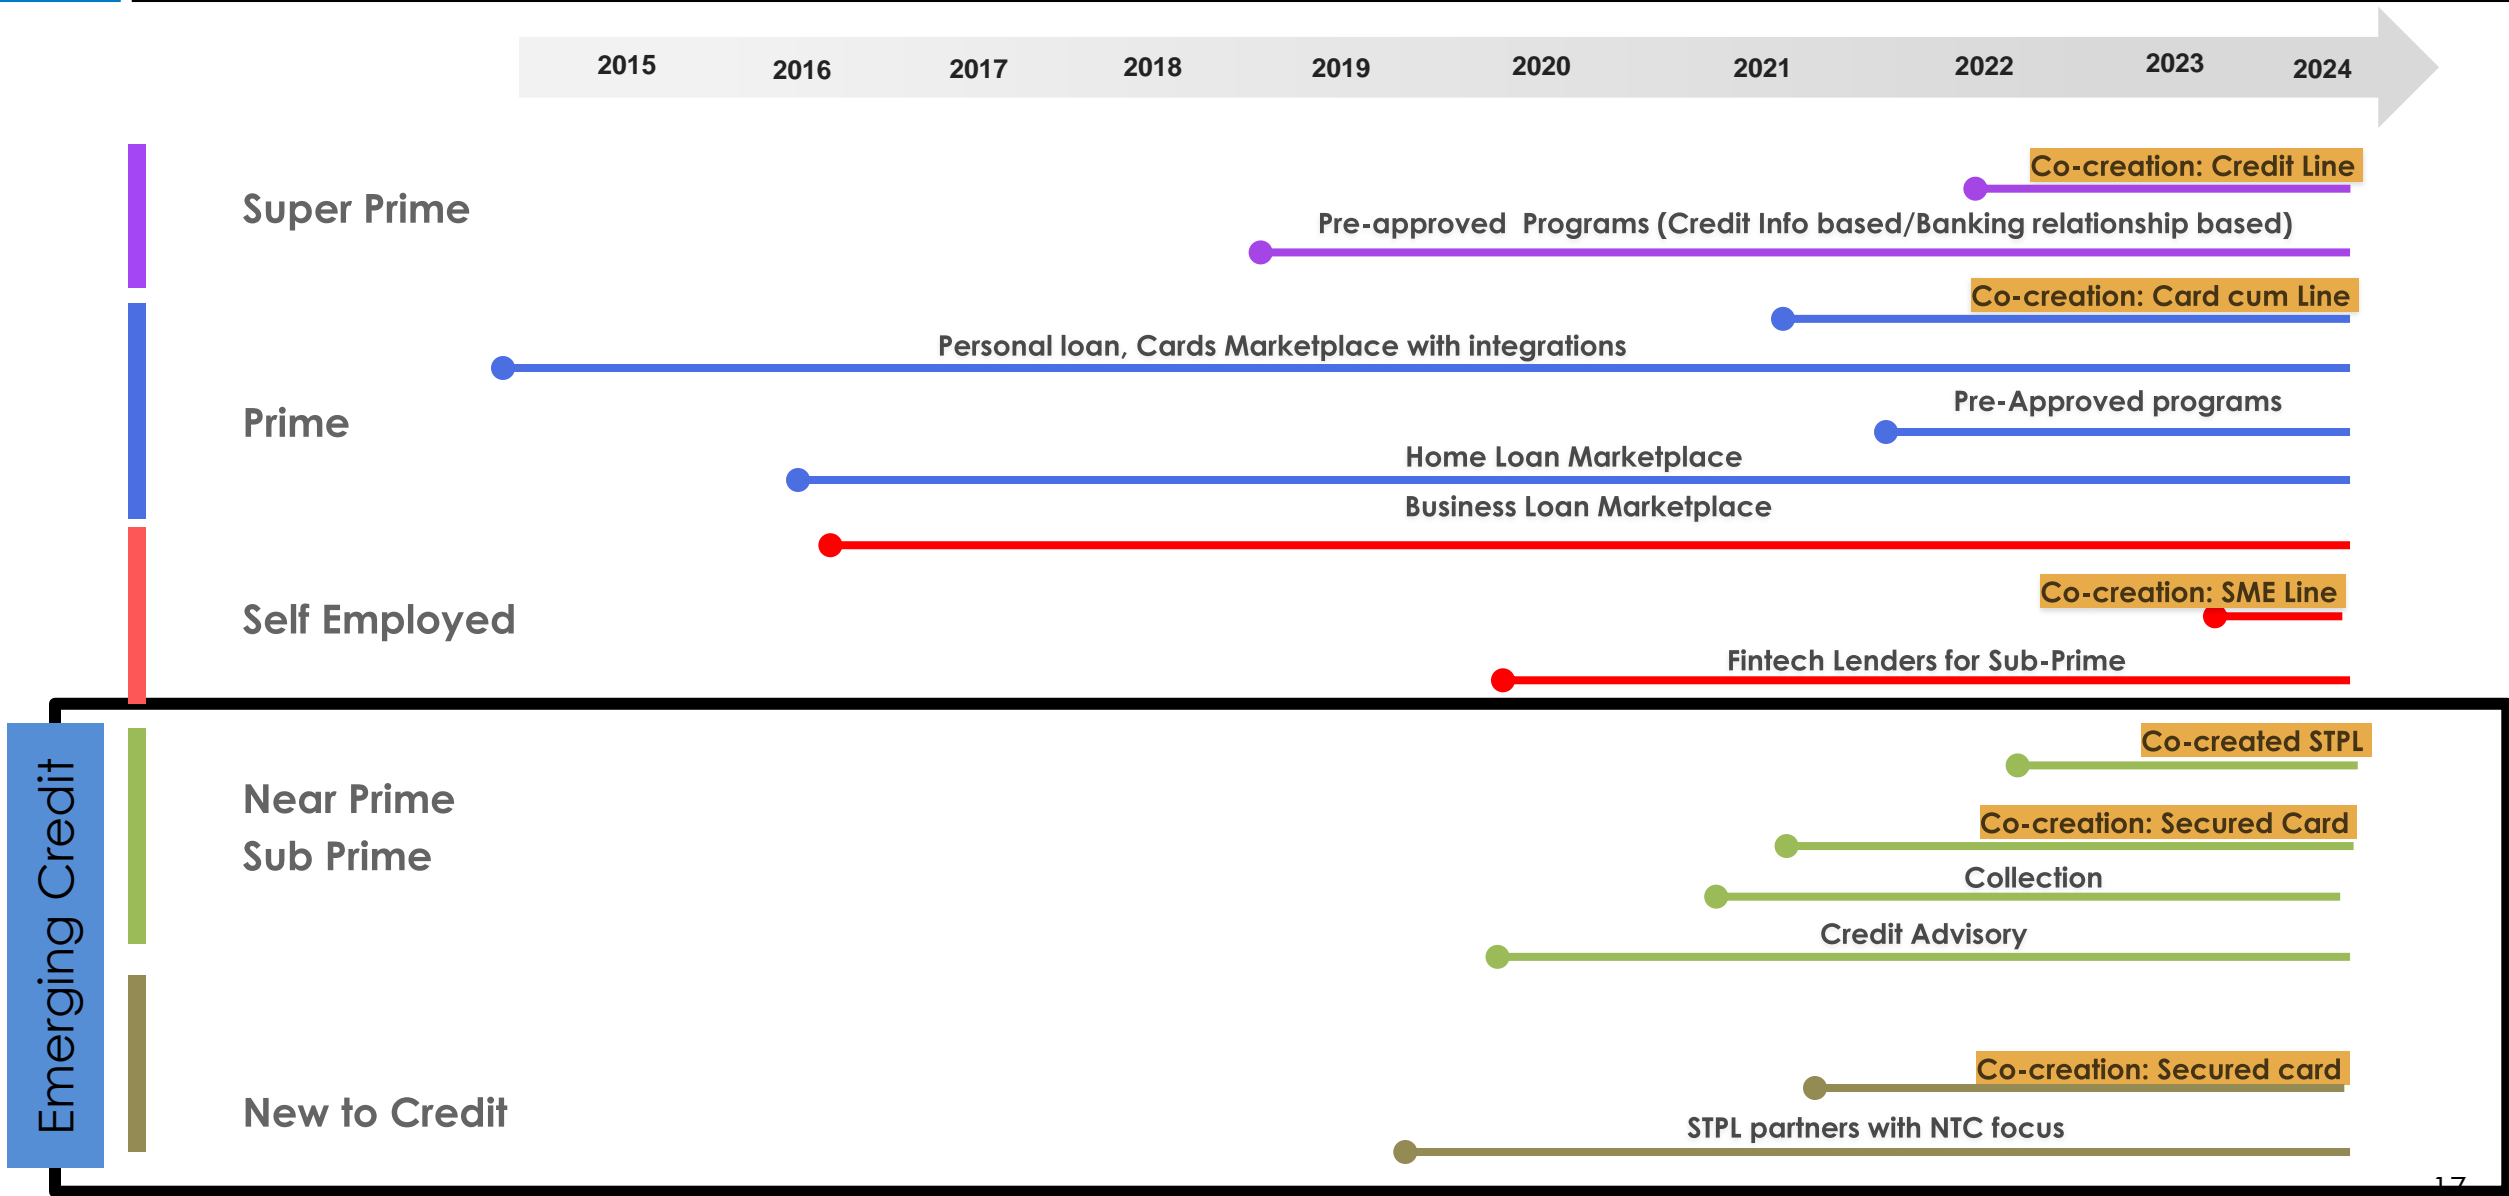 2015 2016 2017 2018 2019 2020 2021 2022 2023 2024
Co-creation: Credit Line
Super Prime
Pre-approved Programs (Credit Info based/Banking relationship based)
Co-creation: Card cum Line
Personal loan, Cards Marketplace with integrations
Pre-Approved programs
Prime
Home Loan Marketplace
Business Loan Marketplace
Co-creation: SME Line
Self Employed
Fintech Lenders for Sub-Prime
Emerging Credit
Co-created STPL
Near Prime
Sub Prime
Co-creation: Secured Card
Collection
Credit Advisory
Co-creation: Secured card
New to Credit
STPL partners with NTC focus
17